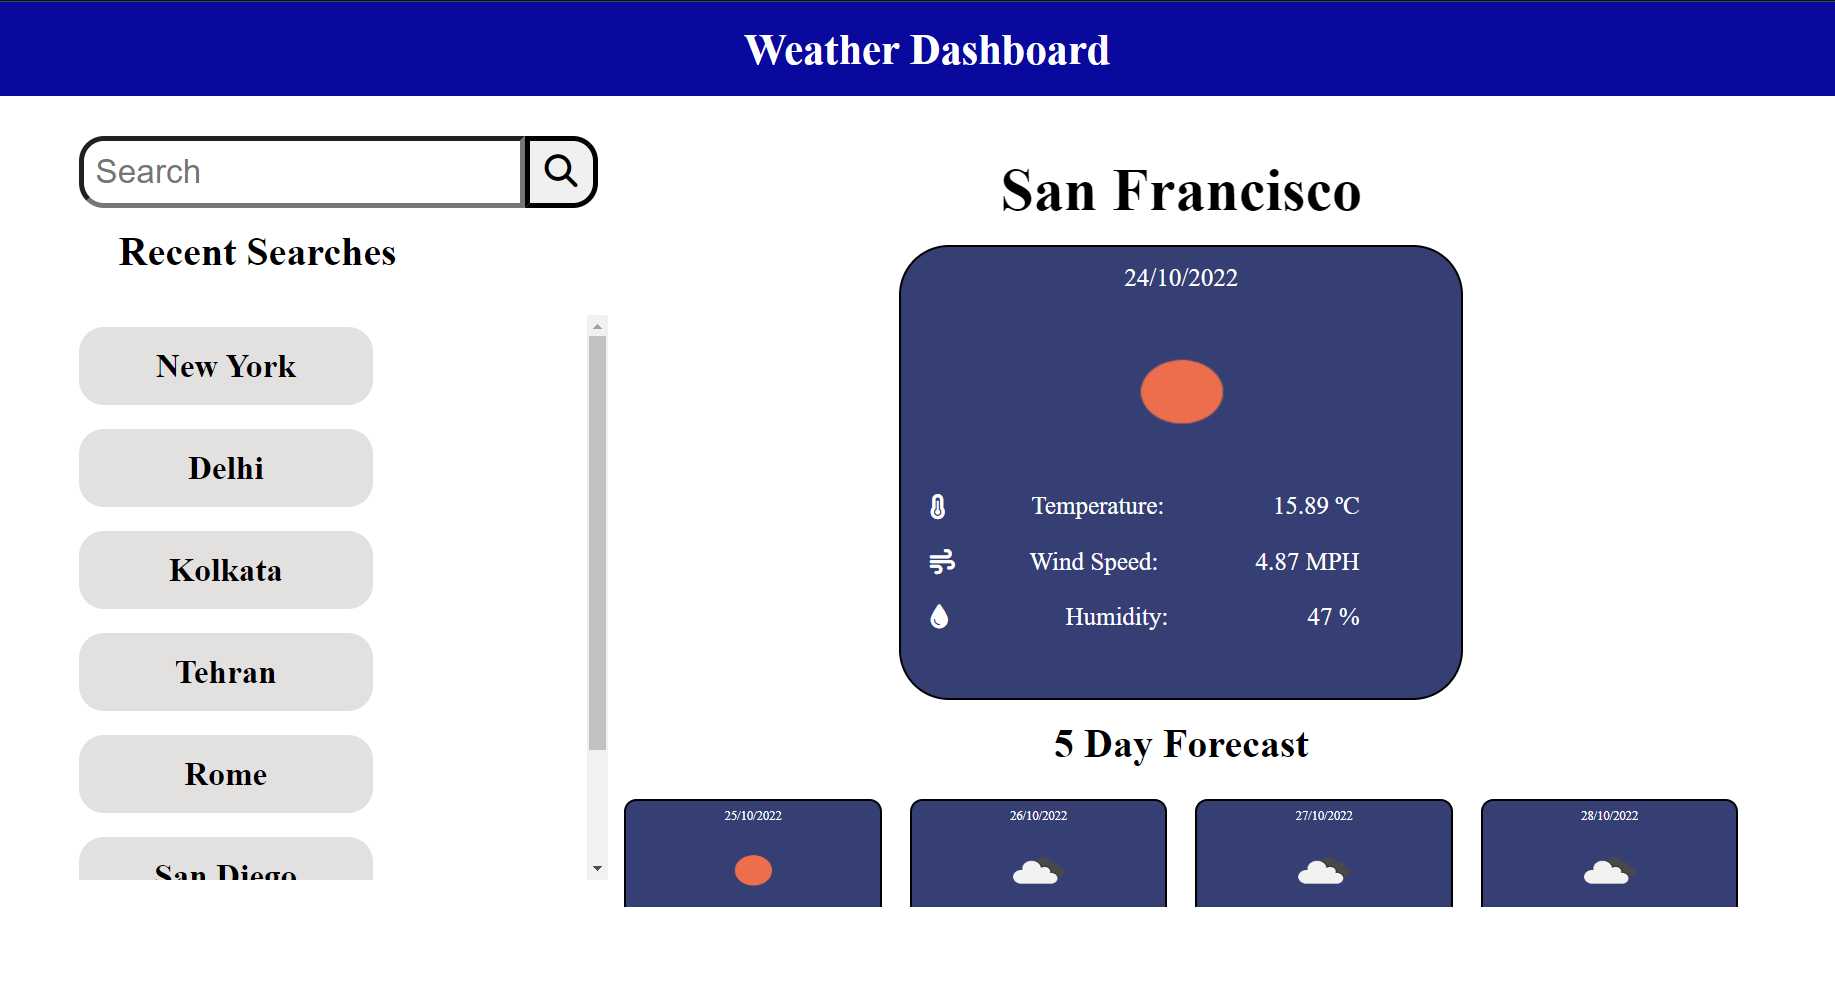 Weather Dashboard
Search
Recent Searches
New York
Delhi
Kolkata
Tehran
Rome
San Diego
San Francisco
24/10/2022
Temperature: 15.89 ºC
Wind Speed: 4.87 MPH
Humidity: 47 %
5 Day Forecast
25/10/2022
26/10/2022
27/10/2022
28/10/2022